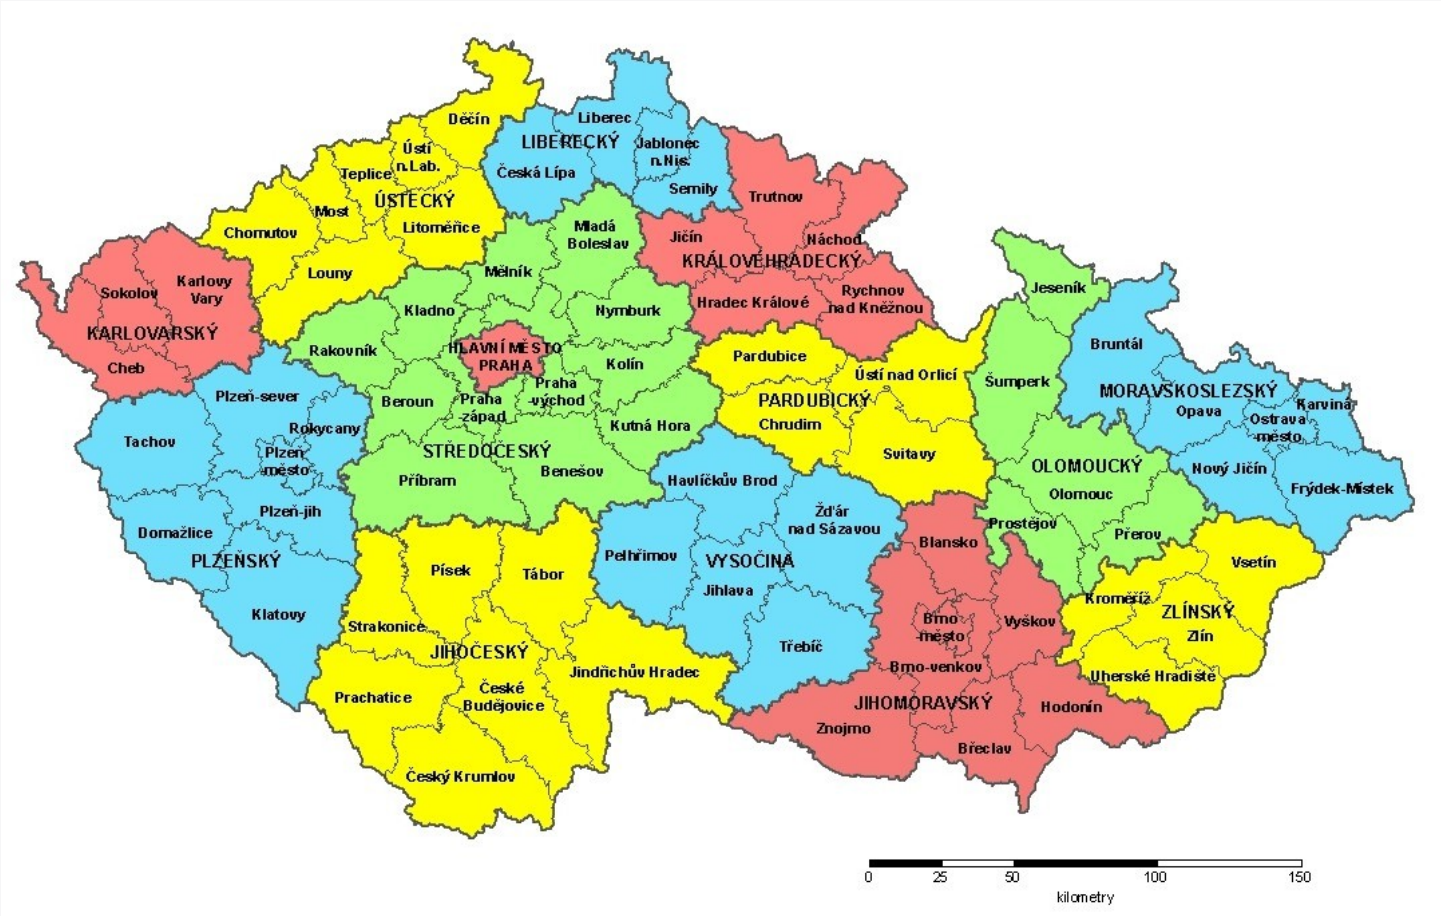 Děčín
Liberec
LIBERECKÝ
Ústí
n.Lab.
Jablonec
n.Nis.
Teplice
Česká Lípa
Semily
ÚSTECKÝ
Trutnov
Most
Chomutov
Litoměřice
Mladá
Boleslav
Jičín
Náchod
KRÁLOVÉHRADECKÝ
Louny
Mělník
Karlovy
Vary
Sokolov
Jeseník
Rychnov
nad Kněžnou
Hradec Králové
Kladno
Nymburk
KARLOVARSKÝ
Bruntál
HLAVNÍ MĚSTO
PRAHA
Rakovník
Pardubice
Cheb
Kolín
Ústí nad Orlicí
Šumperk
Praha
-východ
MORAVSKOSLEZSKÝ
Plzeň-sever
Beroun
Praha
-západ
PARDUBICKÝ
Karviná
Opava
Ostrava
-město
Chrudim
Kutná Hora
Rokycany
Tachov
STŘEDOČESKÝ
Svitavy
Plzeň
-město
OLOMOUCKÝ
Nový Jičín
Benešov
Příbram
Havlíčkův Brod
Frýdek-Místek
Olomouc
Plzeň-jih
Žďár
nad Sázavou
Prostějov
Domažlice
Přerov
Blansko
Pelhřimov
VYSOČINA
PLZEŇSKÝ
Vsetín
Písek
Tábor
Jihlava
Kroměříž
ZLÍNSKÝ
Klatovy
Brno
-město
Vyškov
Strakonice
Zlín
Třebíč
JIHOČESKÝ
Brno-venkov
Jindřichův Hradec
Uherské Hradiště
Prachatice
České
Budějovice
JIHOMORAVSKÝ
Hodonín
Znojmo
Břeclav
Český Krumlov
0 25 50 100 150
kilometry